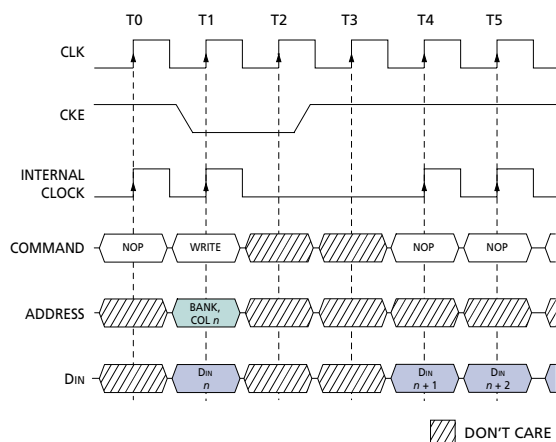 T0 T1 T2 T3 T4 T5
CLK
CKE
INTERNAL
CLOCK
COMMAND NOP WRITE NOP NOP
ADDRESS BANK,
COL n
DIN DIN
n DIN
n + 1 DIN
n + 2
DON'T CARE